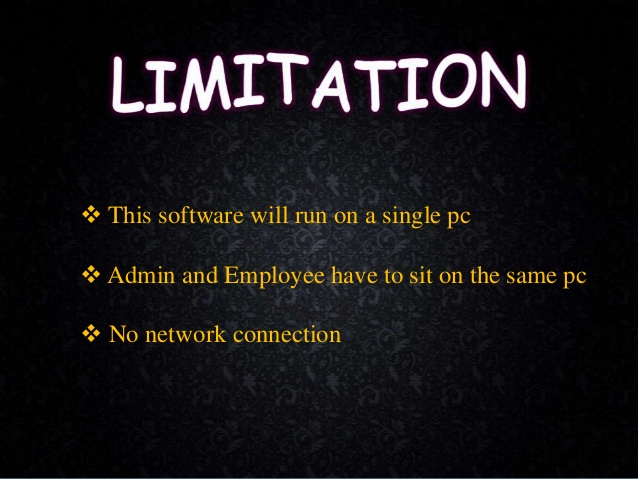 LIMITATION
❖ This software will run on a single pc
❖ Admin and Employee have to sit on the same pc
❖ No network connection